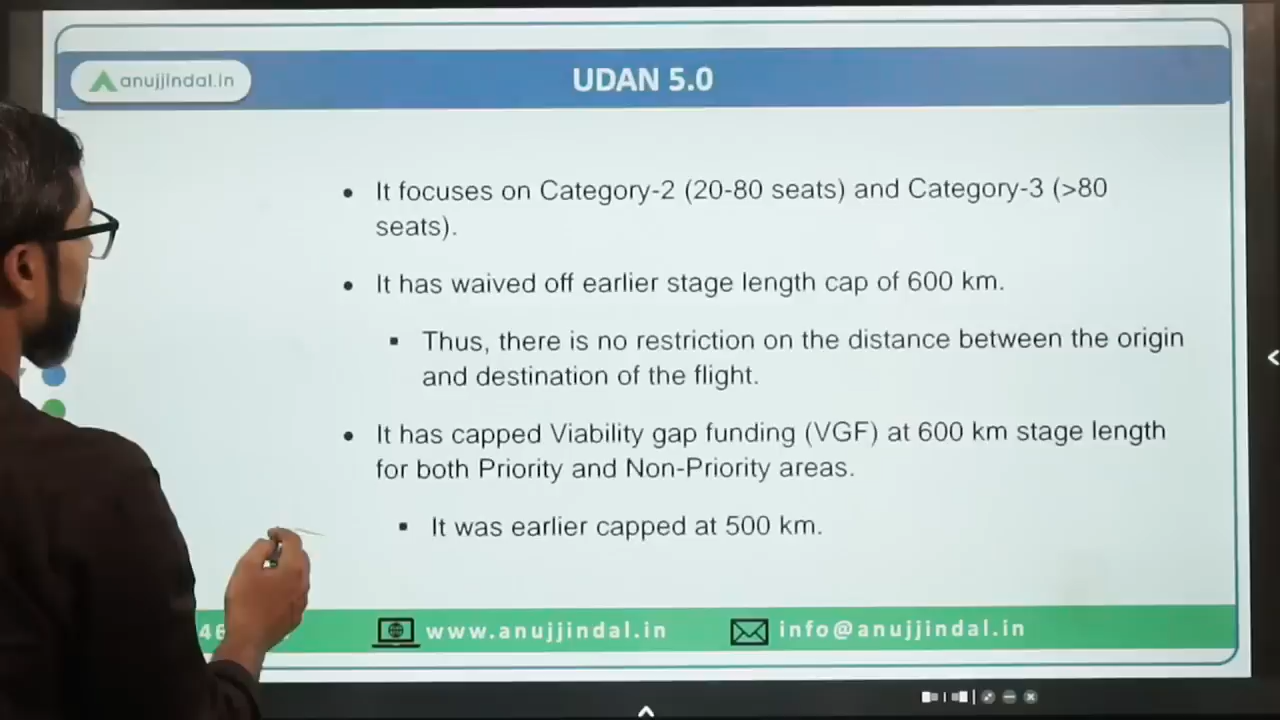 anujjindal.in
UDAN 5.0
• It focuses on Category-2 (20-80 seats) and Category-3 (>80
seats).
• It has waived off earlier stage length cap of 600 km.
▪ Thus, there is no restriction on the distance between the origin
and destination of the flight.
• It has capped Viability gap funding (VGF) at 600 km stage length
for both Priority and Non-Priority areas.
▪ It was earlier capped at 500 km.
www.anujjindal.in
info@anujjindal.in